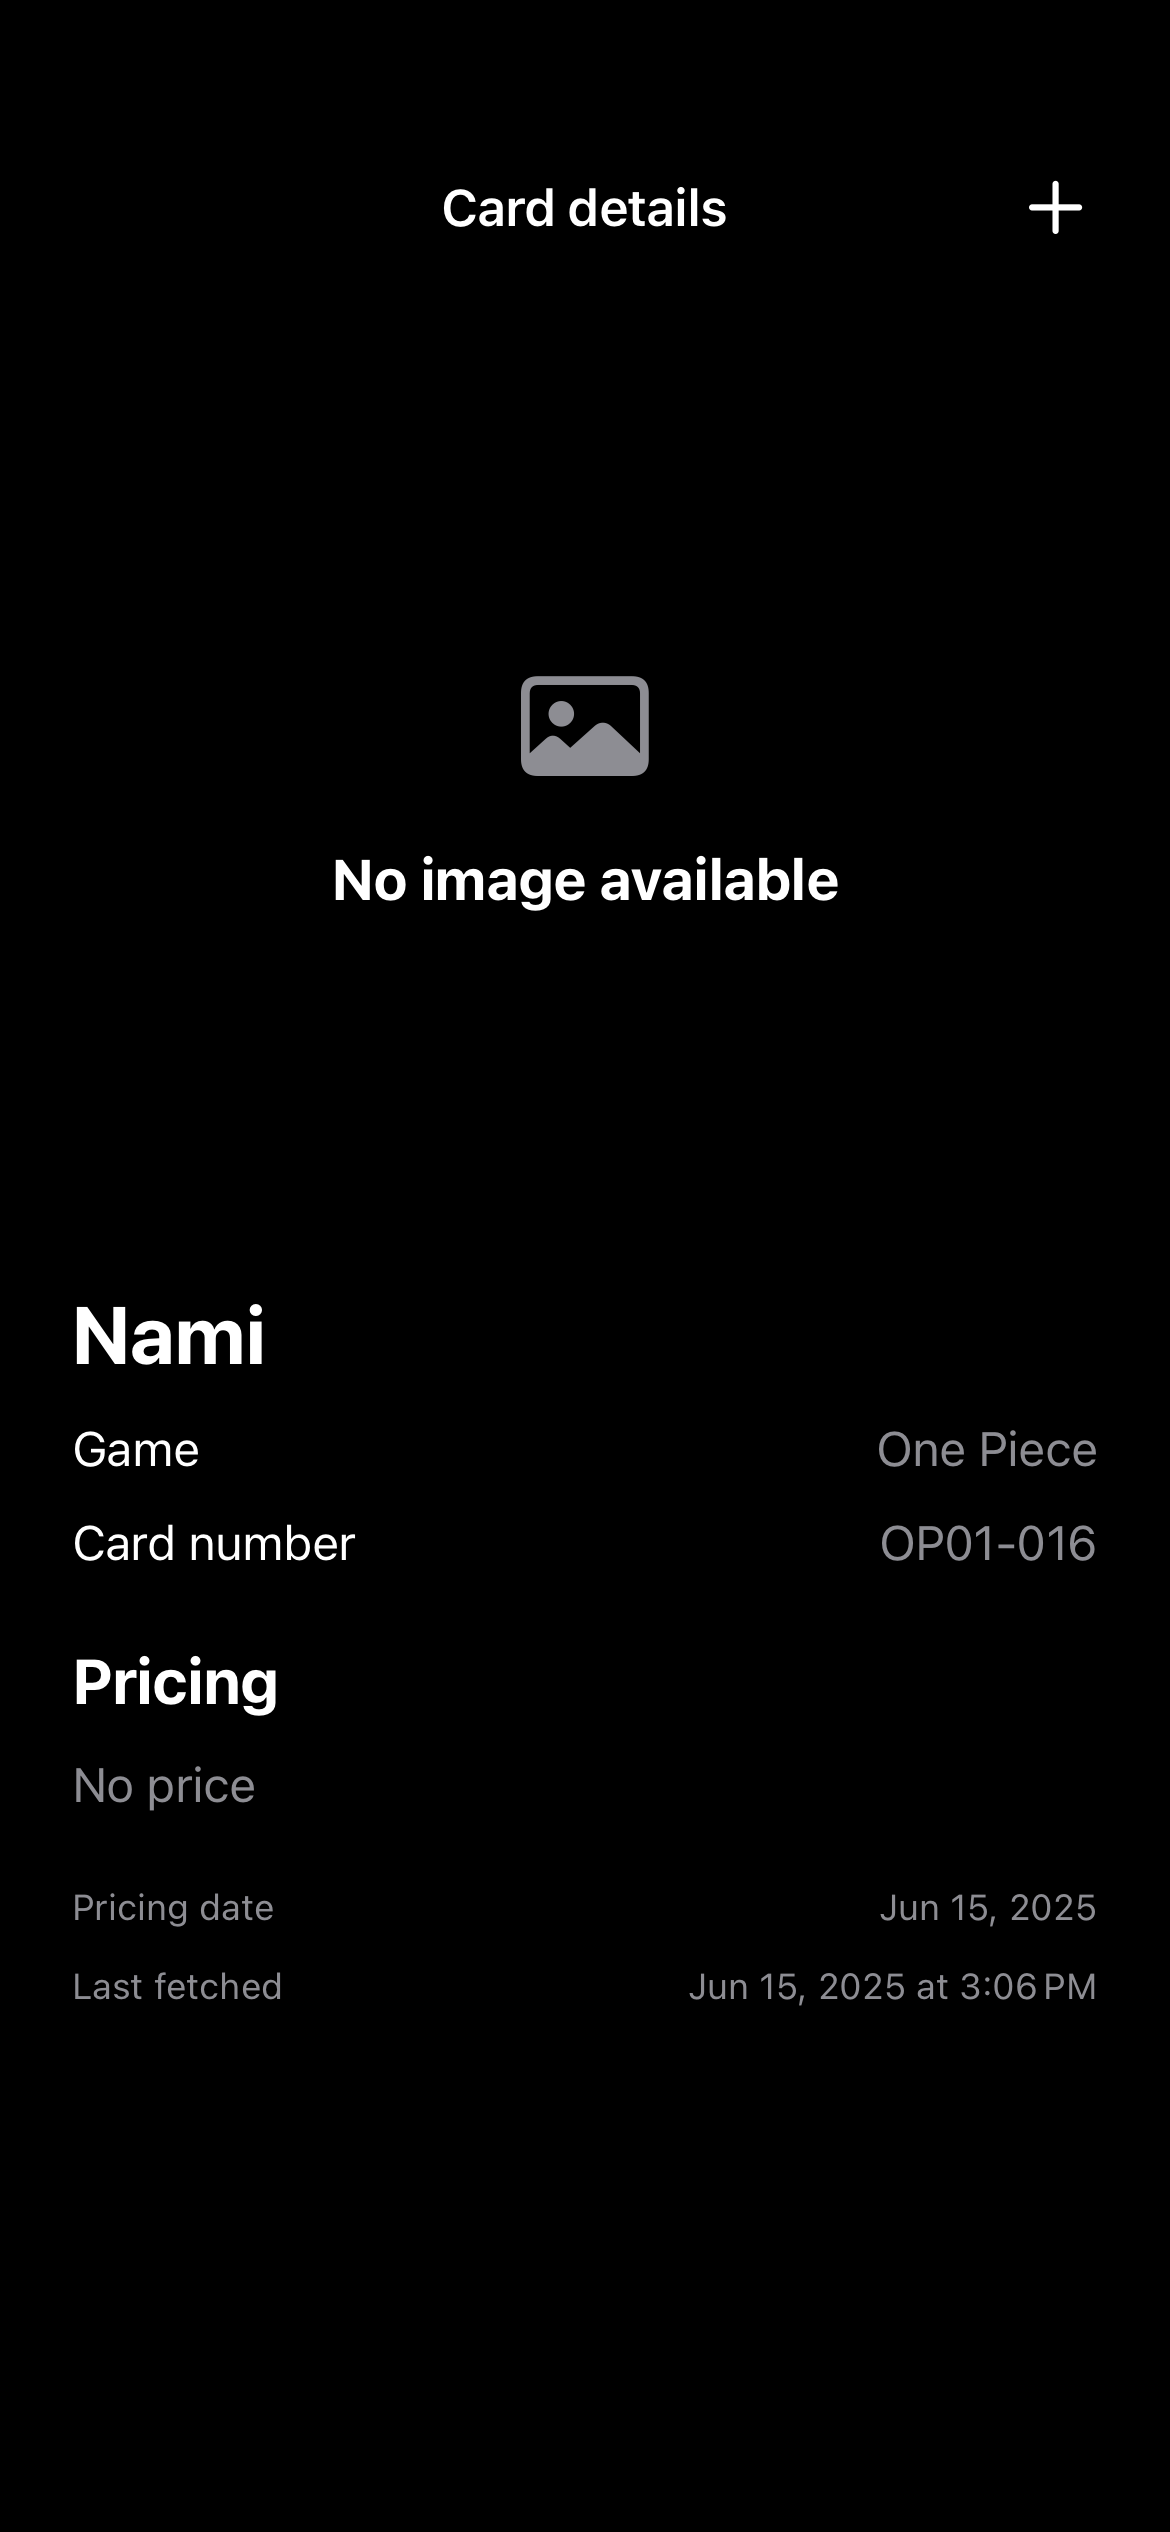 Card details
No image available
Nami
Game One Piece
Card number OP01-016
Pricing
No price
Pricing date Jun 15, 2025
Last fetched Jun 15, 2025 at 3:06 PM